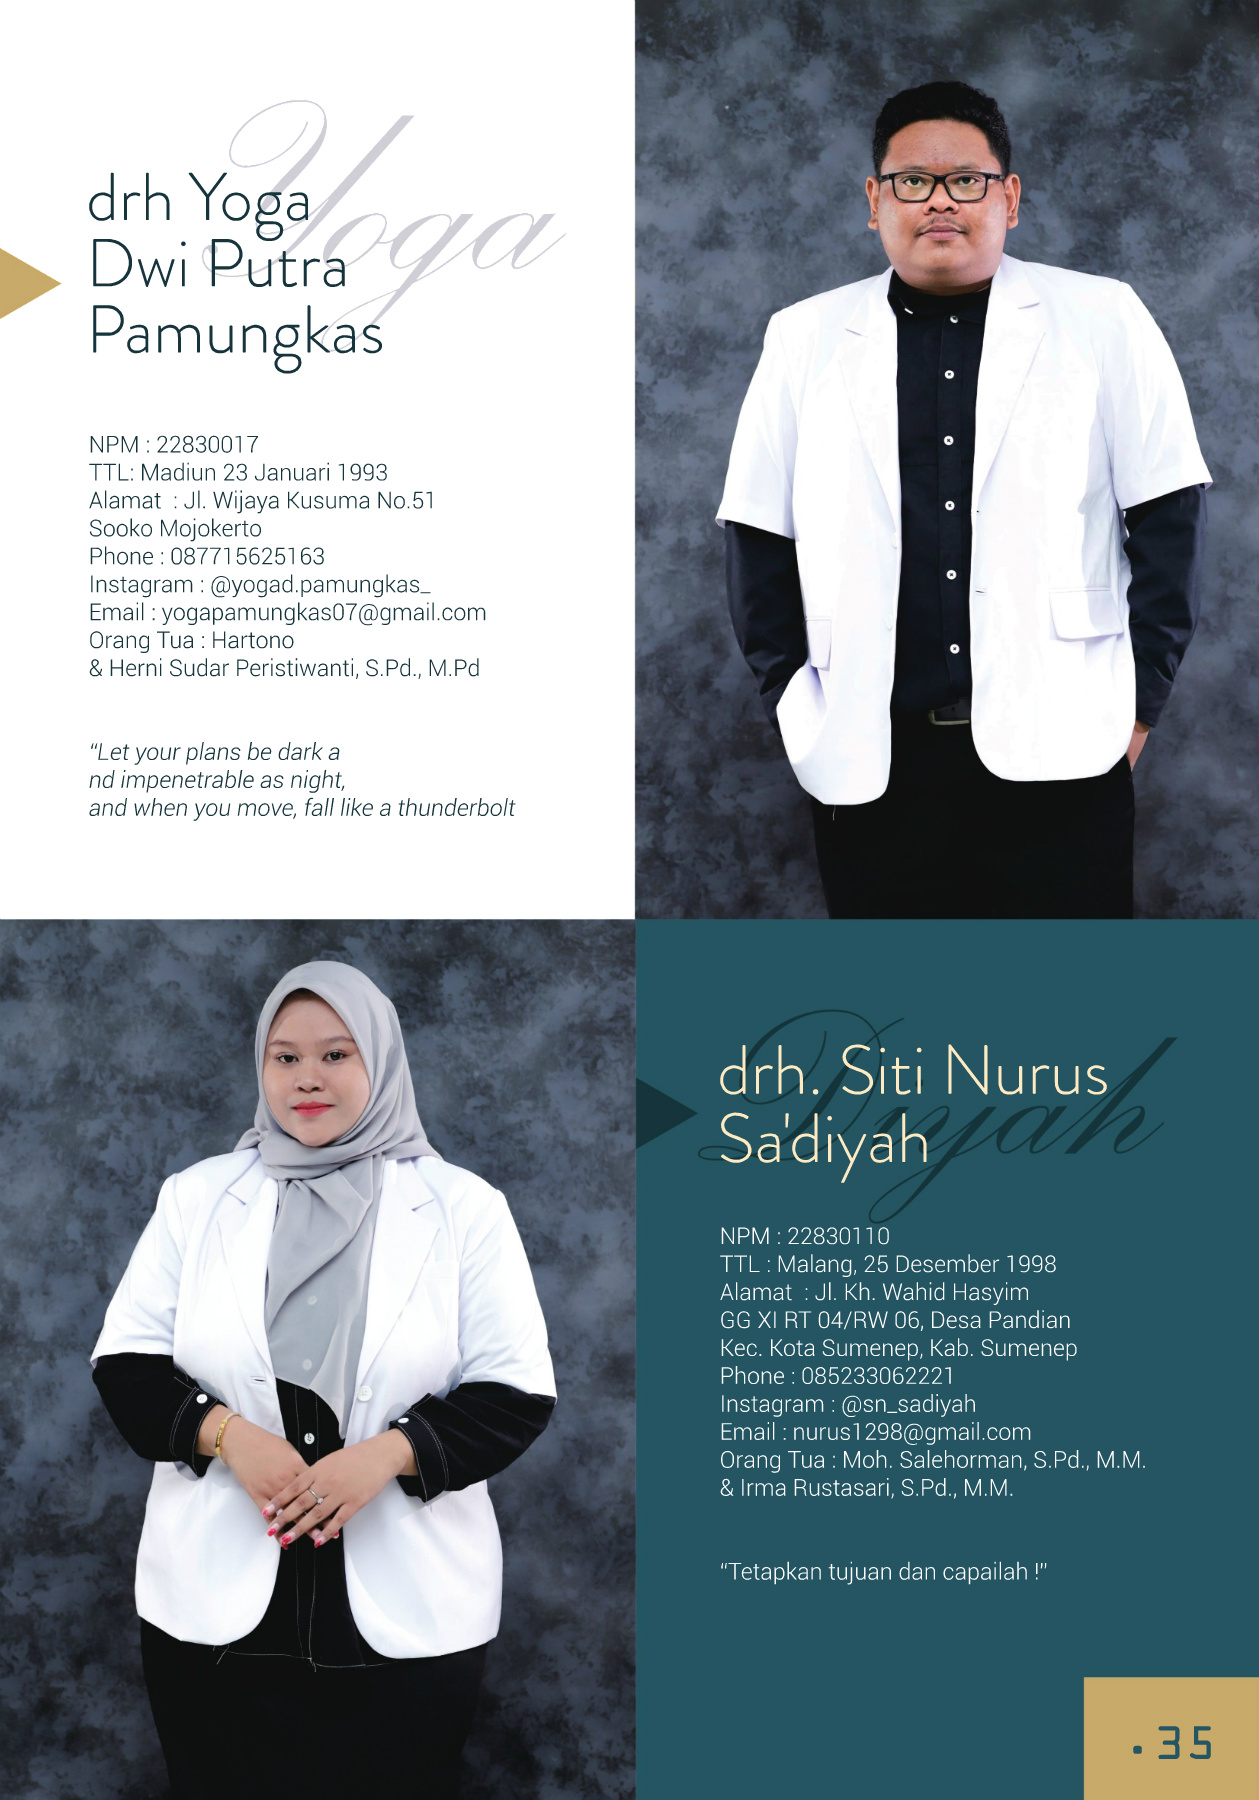 Yoga
drh Yoga
Dwi Putra
Pamungkas
NPM : 22830017
TTL: Madiun 23 Januari 1993
Alamat  : Jl. Wijaya Kusuma No.51
Sooko Mojokerto
Phone : 087715625163
Instagram : @yogad.pamungkas_
Email : yogapamungkas07@gmail.com
Orang Tua : Hartono
& Herni Sudar Peristiwanti, S.Pd., M.Pd
“Let your plans be dark a
nd impenetrable as night,
and when you move, fall like a thunderbolt
Diyah
drh. Siti Nurus
Sa'diyah
NPM : 22830110
TTL : Malang, 25 Desember 1998
Alamat  : Jl. Kh. Wahid Hasyim
GG XI RT 04/RW 06, Desa Pandian
Kec. Kota Sumenep, Kab. Sumenep
Phone : 085233062221
Instagram : @sn_sadiyah
Email : nurus1298@gmail.com
Orang Tua : Moh. Salehorman, S.Pd., M.M.
& Irma Rustasari, S.Pd., M.M.
“Tetapkan tujuan dan capailah !”
.35